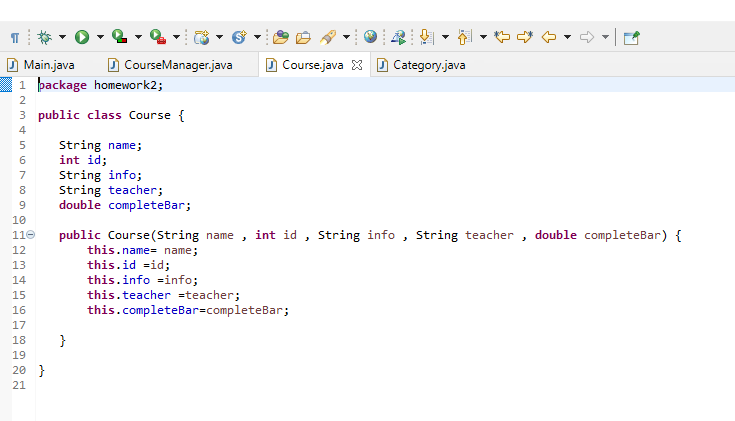 Main.java CourseManager.java Course.java Category.java
1 package homework2;
2
3 public class Course {
4
5 String name;
6 int id;
7 String info;
8 String teacher;
9 double completeBar;
10
11 public Course(String name , int id , String info , String teacher , double completeBar) {
12 this.name= name;
13 this.id =id;
14 this.info =info;
15 this.teacher =teacher;
16 this.completeBar=completeBar;
17
18 }
19
20 }
21